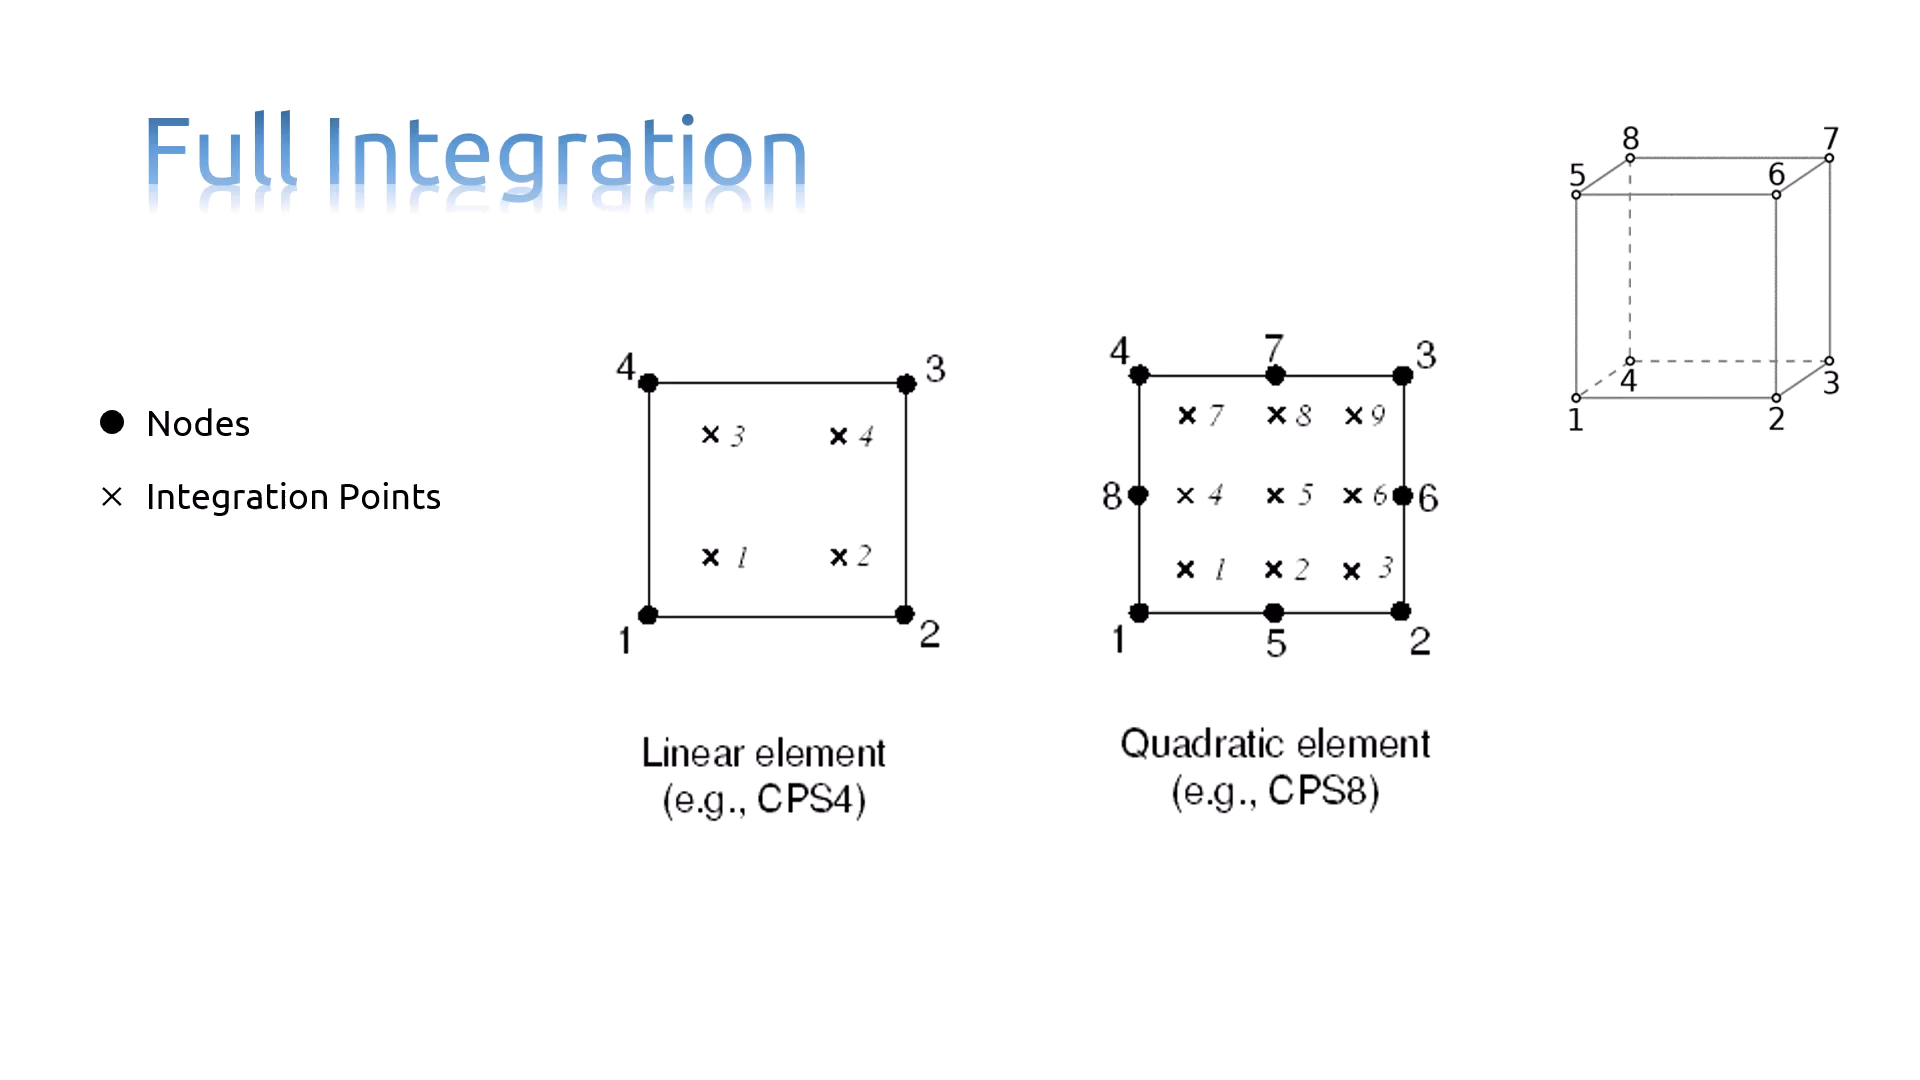 Full Integration
Nodes
Integration Points
4 3
3 4
1 2
1 2
Linear element
(e.g., CPS4)
4 7 3
7 8 9
8 4 5 6 6
1 2 3
1 5 2
Quadratic element
(e.g., CPS8)
8 7
5 6
4 3
1 2